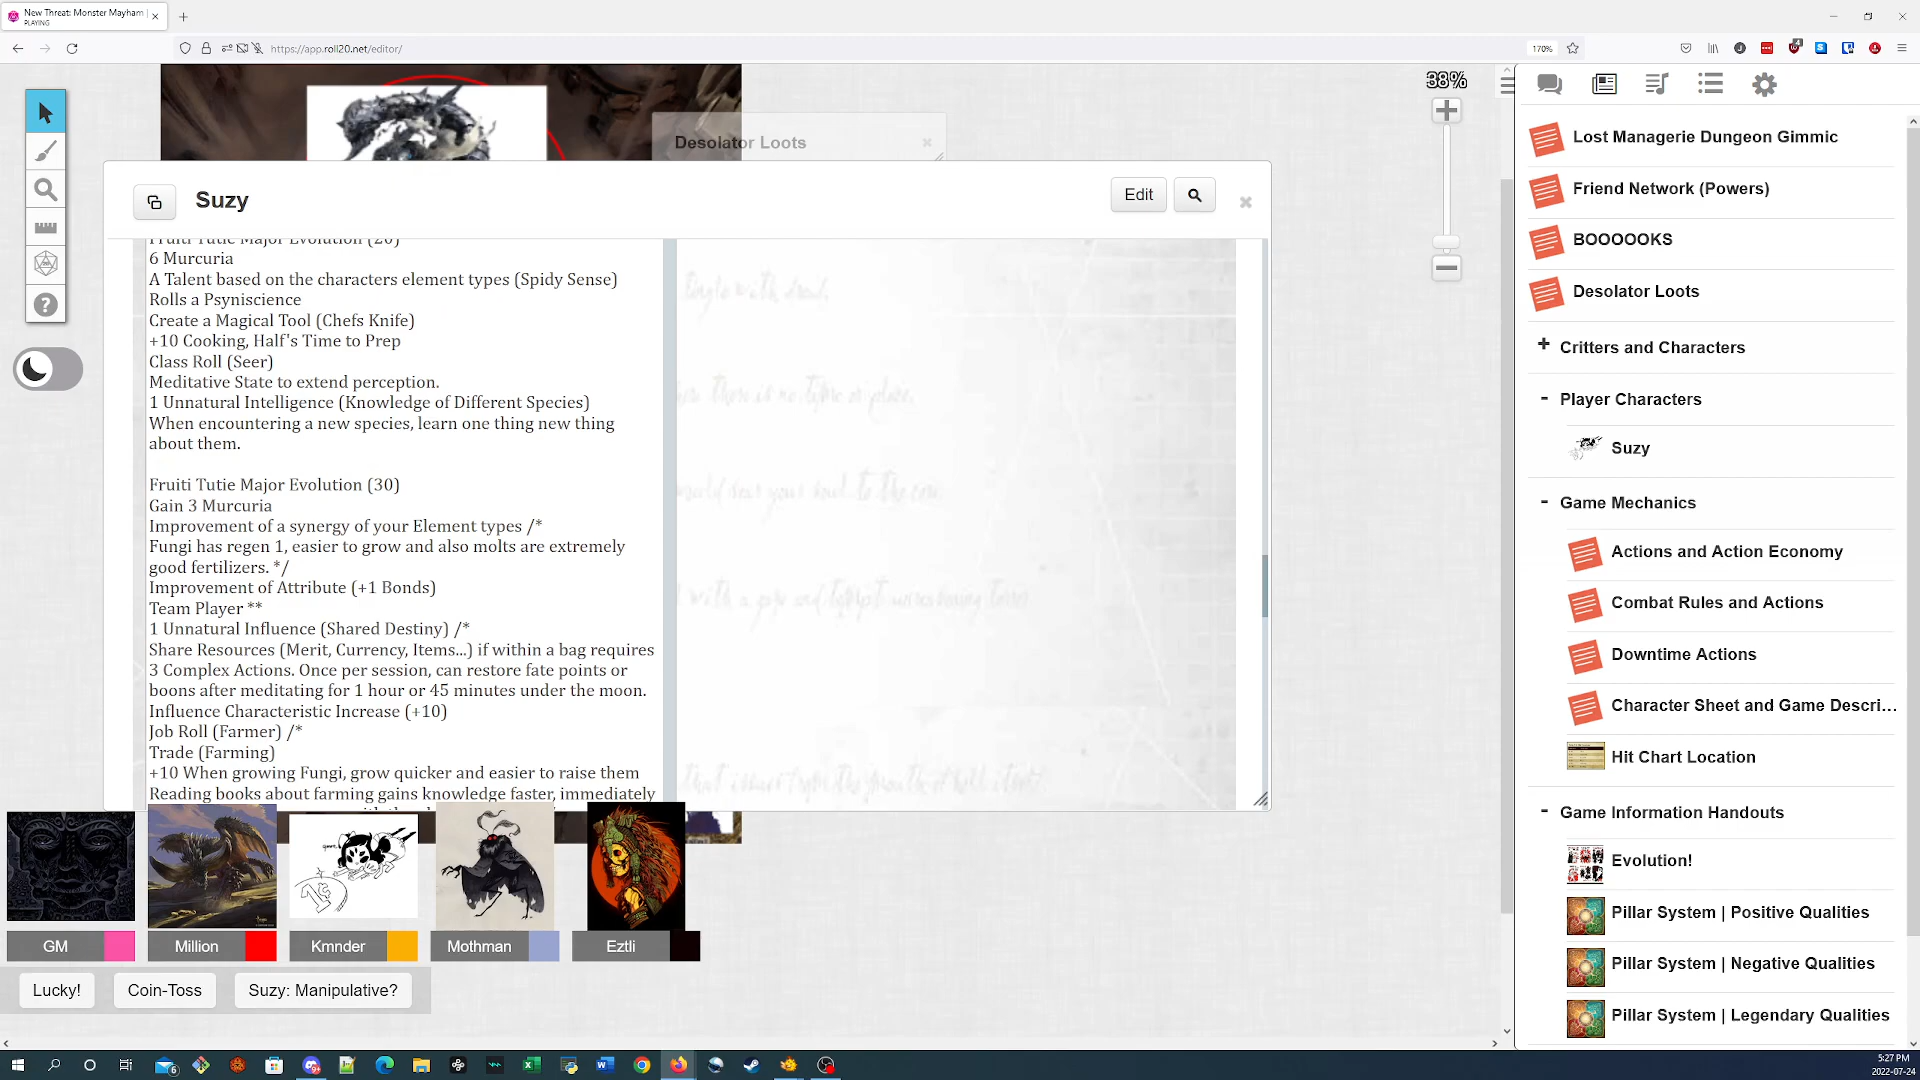 New Threat: Monster Mayham |
PLAYING
https://app.roll20.net/editor/
170%
4
38%
Desolator Loots
Suzy
Edit
Fruiti Tutie Major Evolution (20)
6 Murcuria
A Talent based on the characters element types (Spidy Sense)
Rolls a Psyniscience
Create a Magical Tool (Chefs Knife)
+10 Cooking, Half's Time to Prep
Class Roll (Seer)
Meditative State to extend perception.
1 Unnatural Intelligence (Knowledge of Different Species)
When encountering a new species, learn one thing new thing
about them.
Fruiti Tutie Major Evolution (30)
Gain 3 Murcuria
Improvement of a synergy of your Element types /*
Fungi has regen 1, easier to grow and also molts are extremely
good fertilizers. */
Improvement of Attribute (+1 Bonds)
Team Player **
1 Unnatural Influence (Shared Destiny) /*
Share Resources (Merit, Currency, Items...) if within a bag requires
3 Complex Actions. Once per session, can restore fate points or
boons after meditating for 1 hour or 45 minutes under the moon.
Influence Characteristic Increase (+10)
Job Roll (Farmer) /*
Trade (Farming)
+10 When growing Fungi, grow quicker and easier to raise them
Reading books about farming gains knowledge faster, immediately
GM
Million
Kmnder
Mothman
Eztli
Lucky!
Coin-Toss
Suzy: Manipulative?
Lost Managerie Dungeon Gimmic
Friend Network (Powers)
BOOOOOKS
Desolator Loots
+ Critters and Characters
- Player Characters
Suzy
- Game Mechanics
Actions and Action Economy
Combat Rules and Actions
Downtime Actions
Character Sheet and Game Descri...
Hit Chart Location
- Game Information Handouts
Evolution!
Pillar System | Positive Qualities
Pillar System | Negative Qualities
Pillar System | Legendary Qualities
5:27 PM
2022-07-24